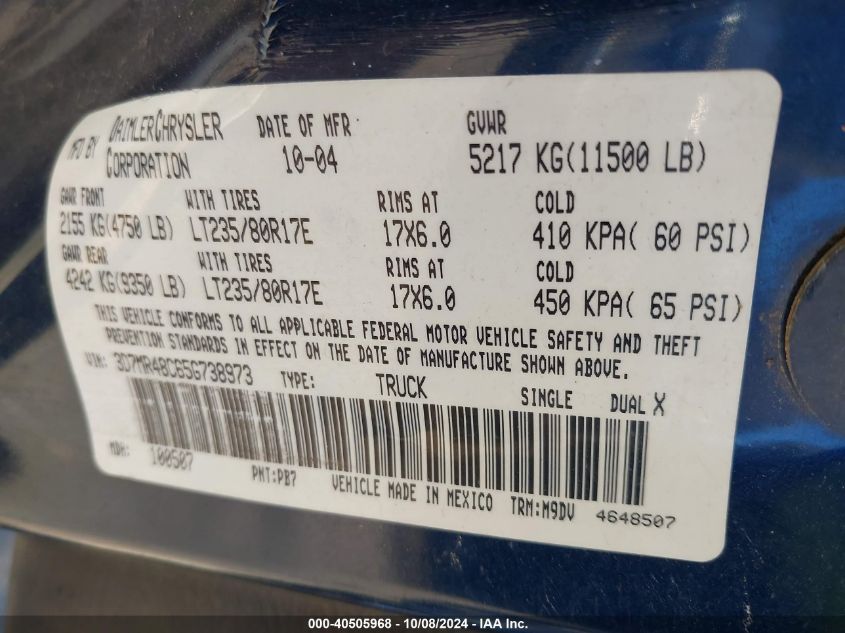 MFD BY DAIMLERCHRYSLER CORPORATION DATE OF MFR 10-04 GVWR 5217 KG(11500 LB)
GAWR FRONT WITH TIRES RIMS AT COLD
2155 KG(4750 LB) LT235/80R17E 17X6.0 410 KPA( 60 PSI)
GAWR REAR WITH TIRES RIMS AT COLD
4242 KG(9350 LB) LT235/80R17E 17X6.0 450 KPA( 65 PSI)
THIS VEHICLE CONFORMS TO ALL APPLICABLE FEDERAL MOTOR VEHICLE SAFETY AND THEFT
PREVENTION STANDARDS IN EFFECT ON THE DATE OF MANUFACTURE SHOWN ABOVE.
VIN: 3D7MR48C65G738973 TYPE: TRUCK SINGLE DUAL X
MDH: 100507
PNT:PB7 VEHICLE MADE IN MEXICO TRM:M9DV 4648507
000-40505968 - 10/08/2024 - IAA Inc.